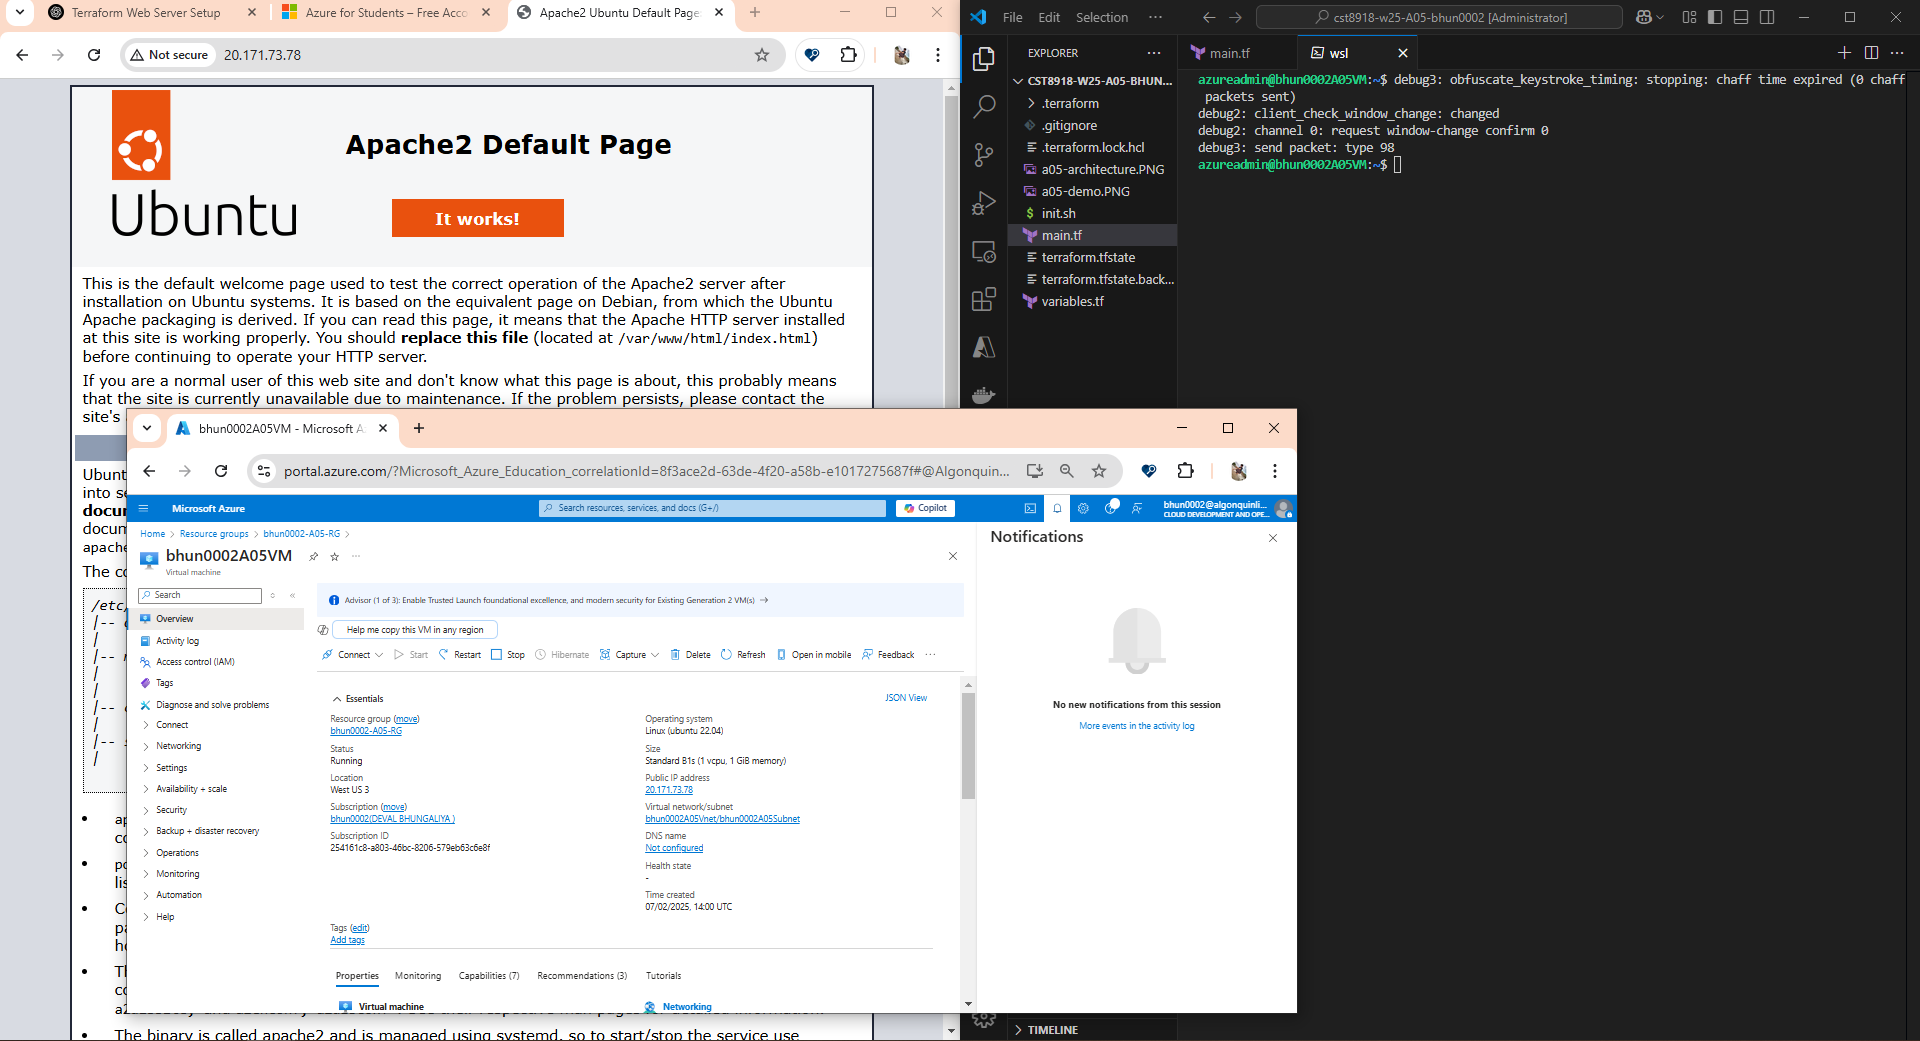 Terraform Web Server Setup
Azure for Students – Free Acco
Apache2 Ubuntu Default Page
Not secure
20.171.73.78
Ubuntu
Apache2 Default Page
It works!
This is the default welcome page used to test the correct operation of the Apache2 server after
installation on Ubuntu systems. It is based on the equivalent page on Debian, from which the Ubuntu
Apache packaging is derived. If you can read this page, it means that the Apache HTTP server installed
at this site is working properly. You should replace this file (located at /var/www/html/index.html)
before continuing to operate your HTTP server.
If you are a normal user of this web site and don't know what this page is about, this probably means
that the site is currently unavailable due to maintenance. If the problem persists, please contact the
site's
Ubunt
into se
docum
docum
apache
The co
/etc/
|--
|
|--
|
|
|--
|
|--
|
ap
co
po
lis
Co
pa
ho
Th
co
The binary is called apache2 and is managed using systemd, so to start/stop the service use
File Edit Selection ···
cst8918-w25-A05-bhun0002 [Administrator]
EXPLORER
CST8918-W25-A05-BHUN...
.terraform
.gitignore
.terraform.lock.hcl
a05-architecture.PNG
a05-demo.PNG
$ init.sh
main.tf
terraform.tfstate
terraform.tfstate.back...
variables.tf
TIMELINE
main.tf
wsl
azureadmin@bhun0002A05VM:~$ debug3: obfuscate_keystroke_timing: stopping: chaff time expired (0 chaff
packets sent)
debug2: client_check_window_change: changed
debug2: channel 0: request window-change confirm 0
debug3: send packet: type 98
azureadmin@bhun0002A05VM:~$
bhun0002A05VM - Microsoft A
portal.azure.com/?Microsoft_Azure_Education_correlationId=8f3ace2d-63de-4f20-a58b-e1017275687f#@Algonquin...
Microsoft Azure
Search resources, services, and docs (G+/)
Copilot
bhun0002@algonquinli...
CLOUD DEVELOPMENT AND OPE...
Home > Resource groups > bhun0002-A05-RG >
bhun0002A05VM
Virtual machine
Search
Overview
Activity log
Access control (IAM)
Tags
Diagnose and solve problems
Connect
Networking
Settings
Availability + scale
Security
Backup + disaster recovery
Operations
Monitoring
Automation
Help
Advisor (1 of 3): Enable Trusted Launch foundational excellence, and modern security for Existing Generation 2 VM(s) →
Help me copy this VM in any region
Connect
Start
Restart
Stop
Hibernate
Capture
Delete
Refresh
Open in mobile
Feedback
···
Essentials
JSON View
Resource group (move)
bhun0002-A05-RG
Status
Running
Location
West US 3
Subscription (move)
bhun0002(DEVAL BHUNGALIYA )
Subscription ID
254161c8-a803-46bc-8206-579eb63c6e8f
Operating system
Linux (ubuntu 22.04)
Size
Standard B1s (1 vcpu, 1 GiB memory)
Public IP address
20.171.73.78
Virtual network/subnet
bhun0002A05Vnet/bhun0002A05Subnet
DNS name
Not configured
Health state
-
Time created
07/02/2025, 14:00 UTC
Tags (edit)
Add tags
Properties
Monitoring
Capabilities (7)
Recommendations (3)
Tutorials
Virtual machine
Networking
Notifications
No new notifications from this session
More events in the activity log